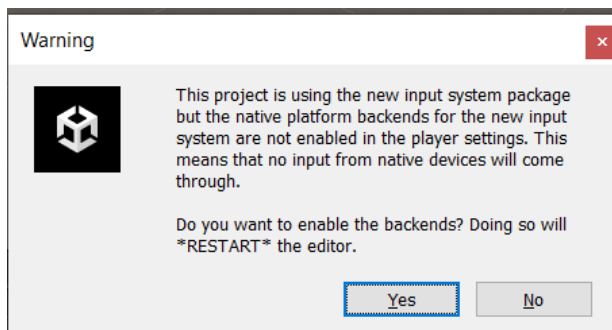 Warning
This project is using the new input system package
but the native platform backends for the new input
system are not enabled in the player settings. This
means that no input from native devices will come
through.
Do you want to enable the backends? Doing so will
*RESTART* the editor.
Yes
No